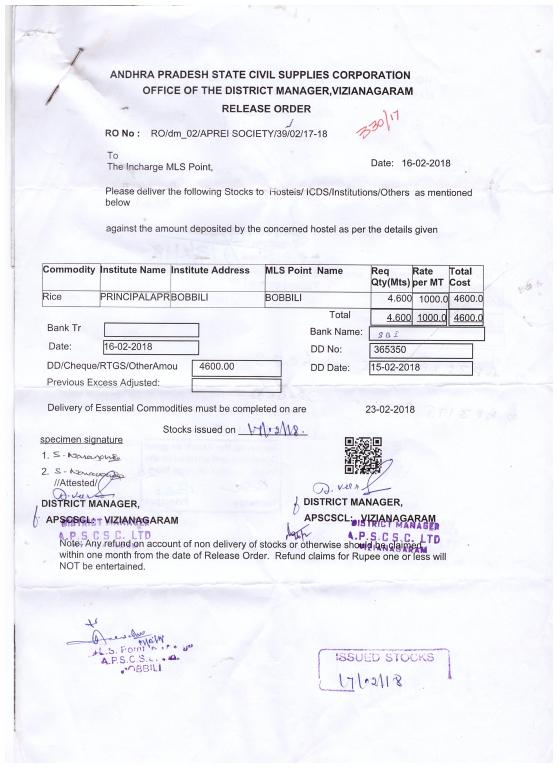 ANDHRA PRADESH STATE CIVIL SUPPLIES CORPORATION
OFFICE OF THE DISTRICT MANAGER,VIZIANAGARAM
RELEASE ORDER
330/17
RO No : RO/dm_02/APREI SOCIETY/39/02/17-18
To
The Incharge MLS Point,
Date: 16-02-2018
Please deliver the following Stocks to Hostels/ ICDS/Institutions/Others as mentioned
below
against the amount deposited by the concerned hostel as per the details given
Commodity Institute Name Institute Address MLS Point Name Req Qty(Mts) Rate per MT Total Cost
Rice PRINCIPALAPR BOBBILI BOBBILI 4.600 1000.0 4600.0
Total 4.600 1000.0 4600.0
Bank Tr
Bank Name: SBI
Date: 16-02-2018
DD No: 365350
DD/Cheque/RTGS/OtherAmou 4600.00
DD Date: 15-02-2018
Previous Excess Adjusted:
Delivery of Essential Commodities must be completed on are 23-02-2018
Stocks issued on 17/02/18.
specimen signature
1. S-
2. S-
//Attested/
DISTRICT MANAGER,
APSCSCL:, VIZIANAGARAM
DISTRICT MANAGER
A.P.S.C.S C. LTD
DISTRICT MANAGER,
APSCSCL:, VIZIANAGARAM
DISTRICT MANAGER
A.P.S.C.S C. LTD
VIZIANAGARAM
Note: Any refund on account of non delivery of stocks or otherwise should be claimed
within one month from the date of Release Order. Refund claims for Rupee one or less will
NOT be entertained.
A.P.S.C.S.
ISSUED STOCKS
17/02/18